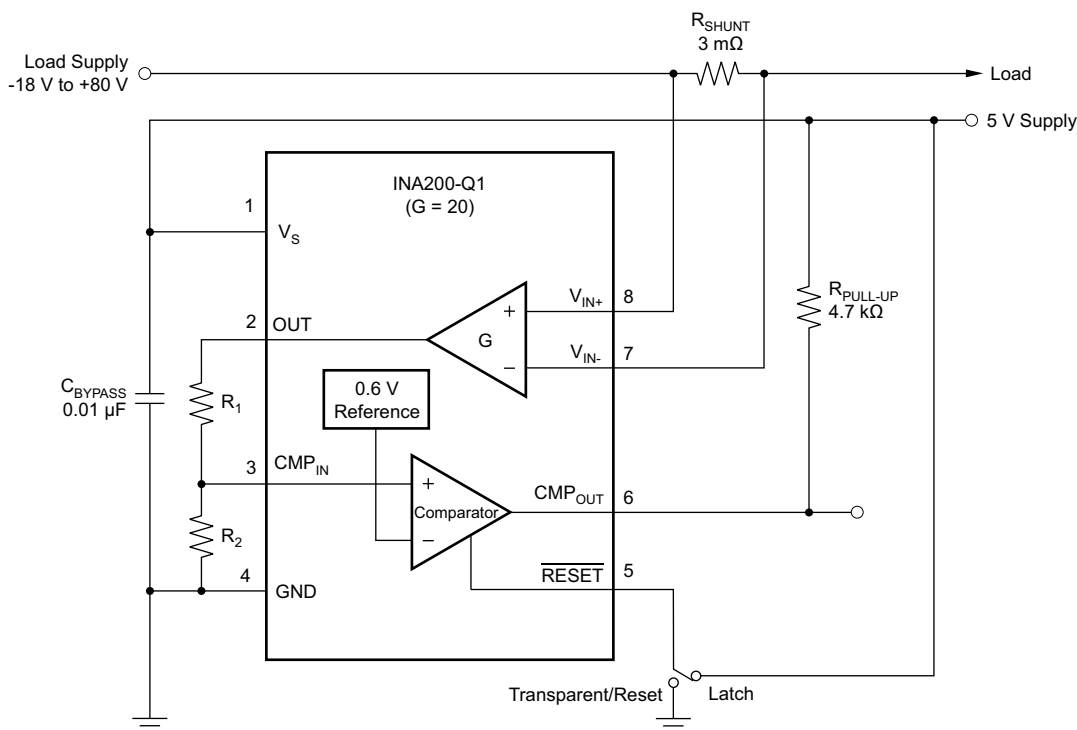 R_SHUNT
3 mΩ
Load Supply
-18 V to +80 V
Load
5 V Supply
INA200-Q1
(G = 20)
1
V_S
V_IN+
8
R_PULL-UP
4.7 kΩ
2
OUT
+
G
V_IN-
7
−
C_BYPASS
0.01 µF
R_1
0.6 V
Reference
3
CMP_IN
+
Comparator
−
CMP_OUT
6
R_2
4
GND
RESET
5
Transparent/Reset
Latch